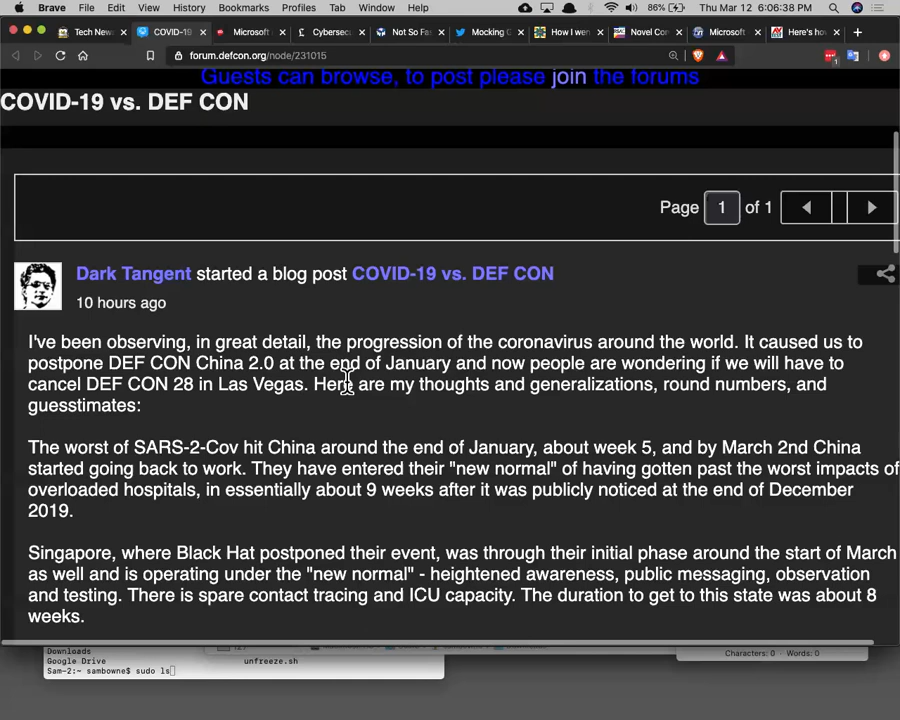 Brave File Edit View History Bookmarks Profiles Tab Window Help 86% Thu Mar 12 6:06:38 PM
Tech News COVID-19 Microsoft Cybersec Not So Fa Mocking How I wen Novel Cor Microsoft Here's how
forum.defcon.org/node/231015
Guests can browse, to post please join the forums
COVID-19 vs. DEF CON
Page 1 of 1
Dark Tangent started a blog post COVID-19 vs. DEF CON
10 hours ago
I've been observing, in great detail, the progression of the coronavirus around the world. It caused us to
postpone DEF CON China 2.0 at the end of January and now people are wondering if we will have to
cancel DEF CON 28 in Las Vegas. Here are my thoughts and generalizations, round numbers, and
guesstimates:
The worst of SARS-2-Cov hit China around the end of January, about week 5, and by March 2nd China
started going back to work. They have entered their "new normal" of having gotten past the worst impacts of
overloaded hospitals, in essentially about 9 weeks after it was publicly noticed at the end of December
2019.
Singapore, where Black Hat postponed their event, was through their initial phase around the start of March
as well and is operating under the "new normal" - heightened awareness, public messaging, observation
and testing. There is spare contact tracing and ICU capacity. The duration to get to this state was about 8
weeks.
Downloads
Google Drive unfreeze.sh
Sam-2:~ sambowne$ sudo ls
Characters: 0 Words: 0